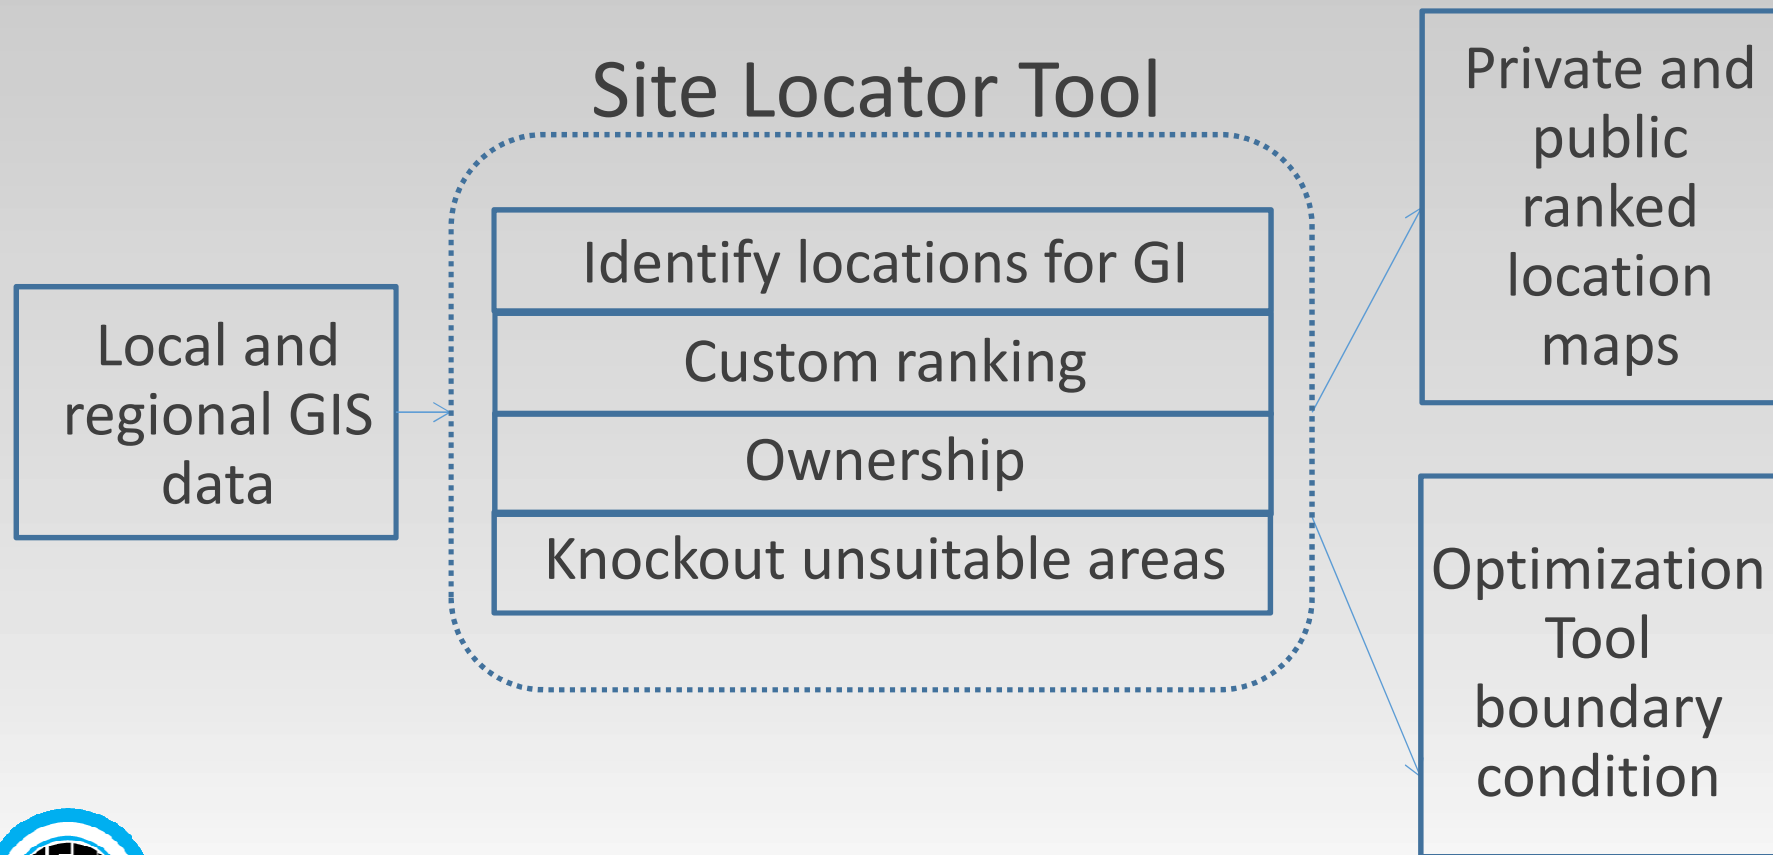 Site Locator Tool
Local and
regional GIS
data
Identify locations for GI
Custom ranking
Ownership
Knockout unsuitable areas
Private and
public
ranked
location
maps
Optimization
Tool
boundary
condition